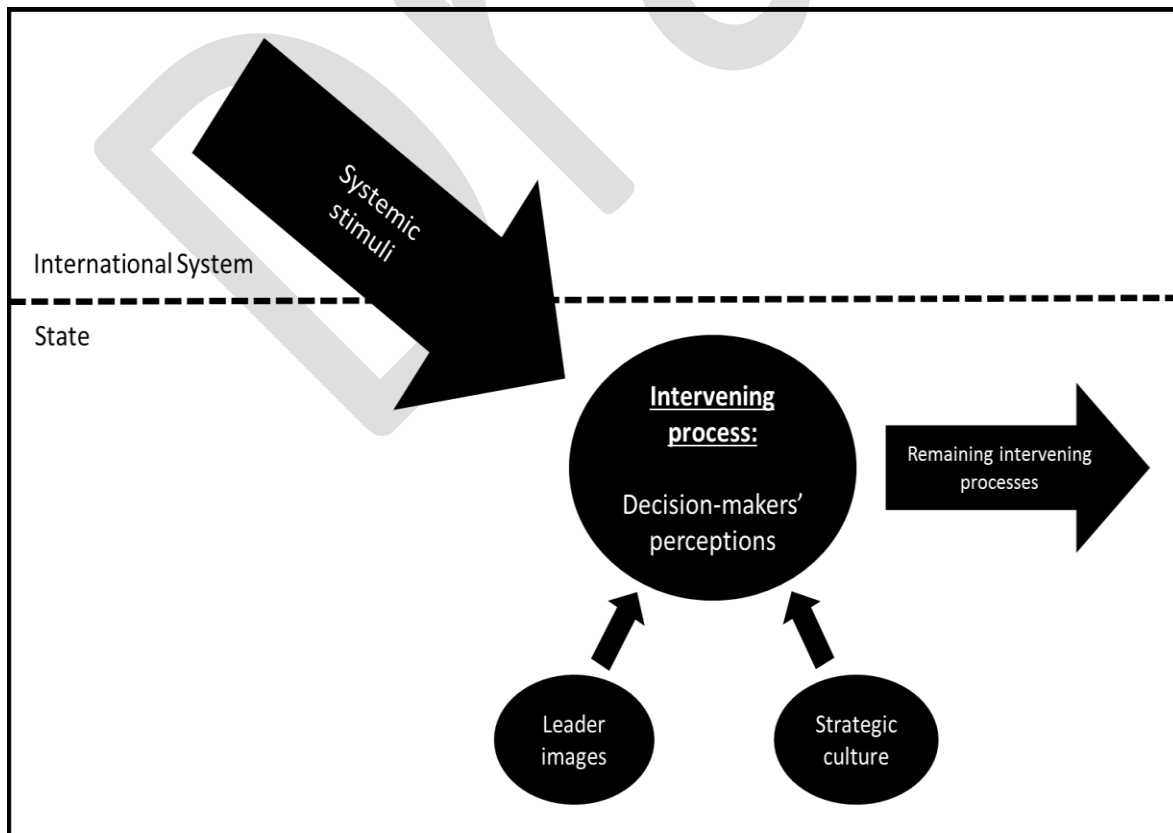 Systemic
stimuli
International System
State
Intervening
process:
Decision-makers'
perceptions
Remaining intervening
processes
Leader
images
Strategic
culture